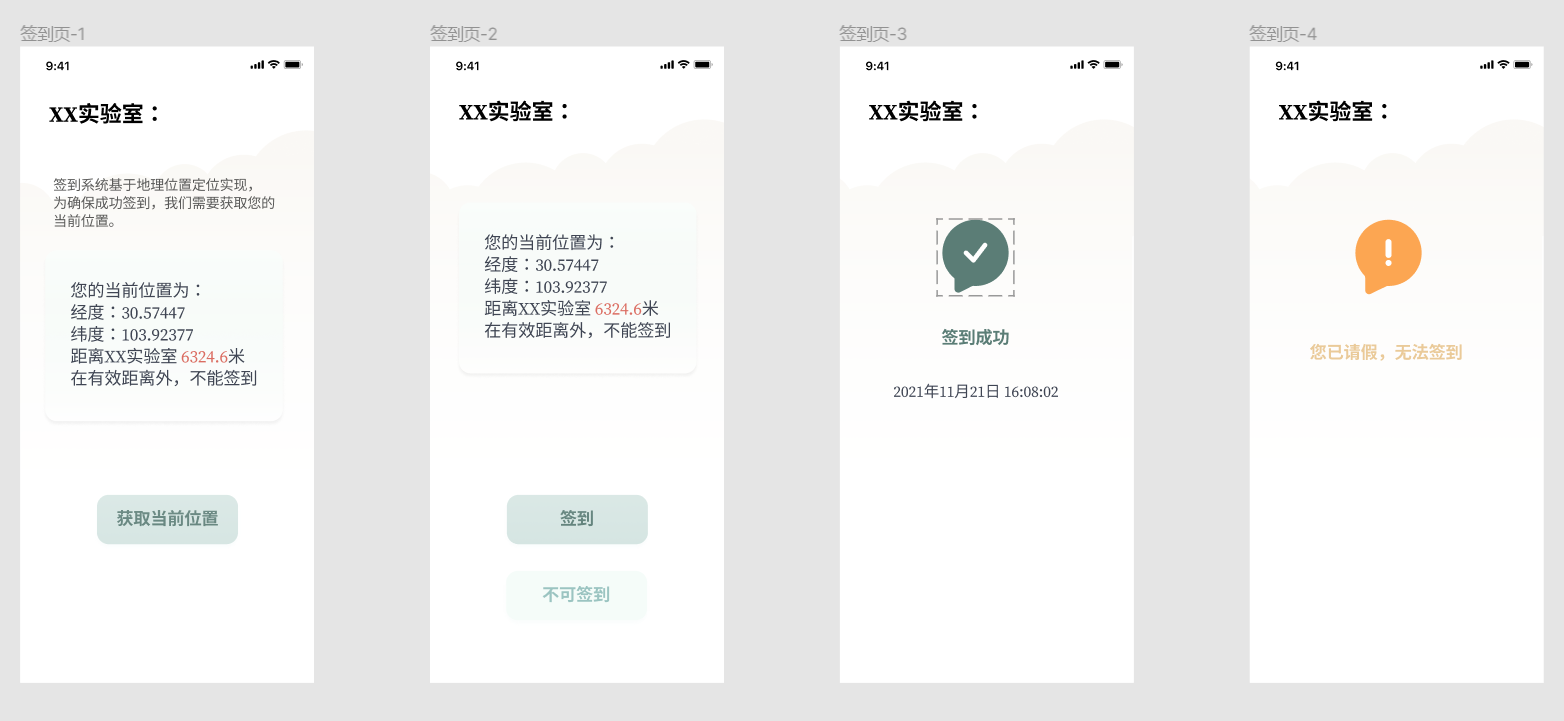 签到页-1
9:41
XX实验室：
签到系统基于地理位置定位实现，
为确保成功签到，我们需要获取您的
当前位置。
您的当前位置为：
经度：30.57447
纬度：103.92377
距离XX实验室 6324.6米
在有效距离外，不能签到
获取当前位置
签到页-2
9:41
XX实验室：
您的当前位置为：
经度：30.57447
纬度：103.92377
距离XX实验室 6324.6米
在有效距离外，不能签到
签到
不可签到
签到页-3
9:41
XX实验室：
签到成功
2021年11月21日 16:08:02
签到页-4
9:41
XX实验室：
您已请假，无法签到